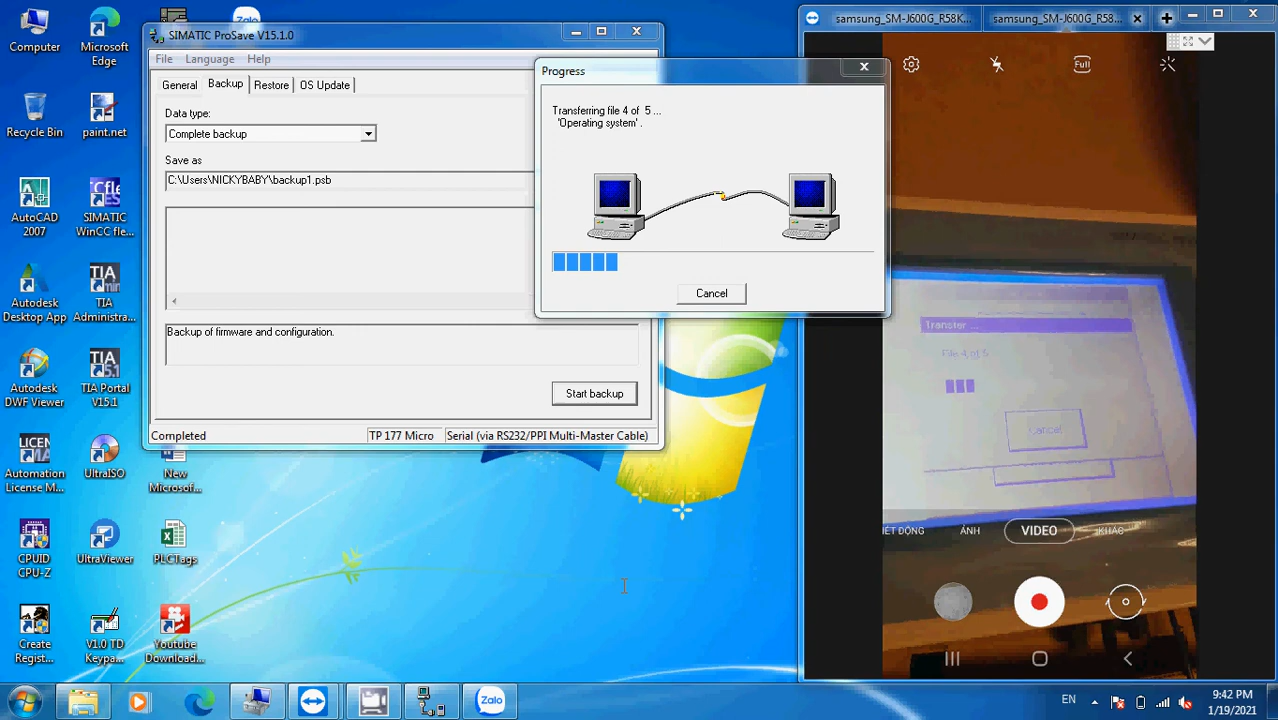 Computer
Microsoft
Edge
Zalo
Recycle Bin
paint.net
AutoCAD
2007
SIMATIC
WinCC fle...
Autodesk
Desktop App
TIA
Administra...
Autodesk
DWF Viewer
TIA Portal
V15.1
Automation
License M...
UltraISO
New
Microsof...
CPUID
CPU-Z
UltraViewer
PLCTags
Create
Regist...
V1.0 TD
Keypa...
Youtube
Download...
SIMATIC ProSave V15.1.0
File Language Help
General Backup Restore OS Update
Data type:
Complete backup
Save as
C:\Users\NICKYBABY\backup1.psb
Backup of firmware and configuration.
Start backup
Completed TP 177 Micro Serial (via RS232/PPI Multi-Master Cable)
Progress
Transferring file 4 of 5 ...
'Operating system' .
Cancel
samsung_SM-J600G_R58K... samsung_SM-J600G_R58...
Full
Transfer ...
File 4 of 5
Cancel
IẾT ĐỘNG ẢNH VIDEO KHÁC
Zalo
EN
9:42 PM
1/19/2021